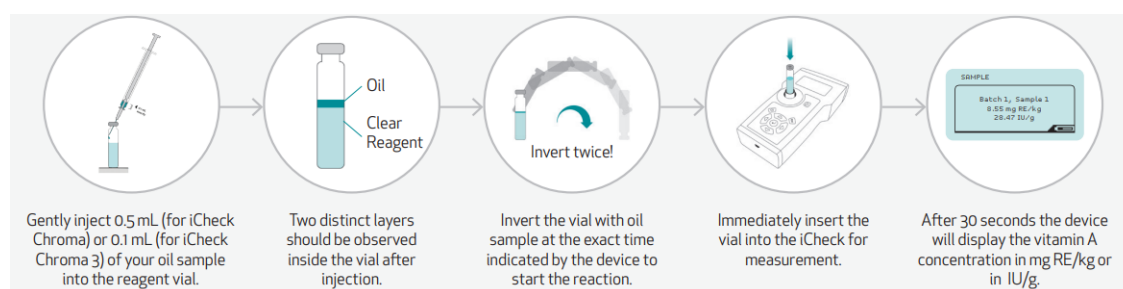 Oil
Clear
Reagent
Invert twice!
SAMPLE
Batch 1, Sample 1
8.55 mg RE/kg
28.47 IU/g
Gently inject 0.5 mL (for iCheck
Chroma) or 0.1 mL (for iCheck
Chroma 3) of your oil sample
into the reagent vial.
Two distinct layers
should be observed
inside the vial after
injection.
Invert the vial with oil
sample at the exact time
indicated by the device to
start the reaction.
Immediately insert the
vial into the iCheck for
measurement.
After 30 seconds the device
will display the vitamin A
concentration in mg RE/kg or
in IU/g.